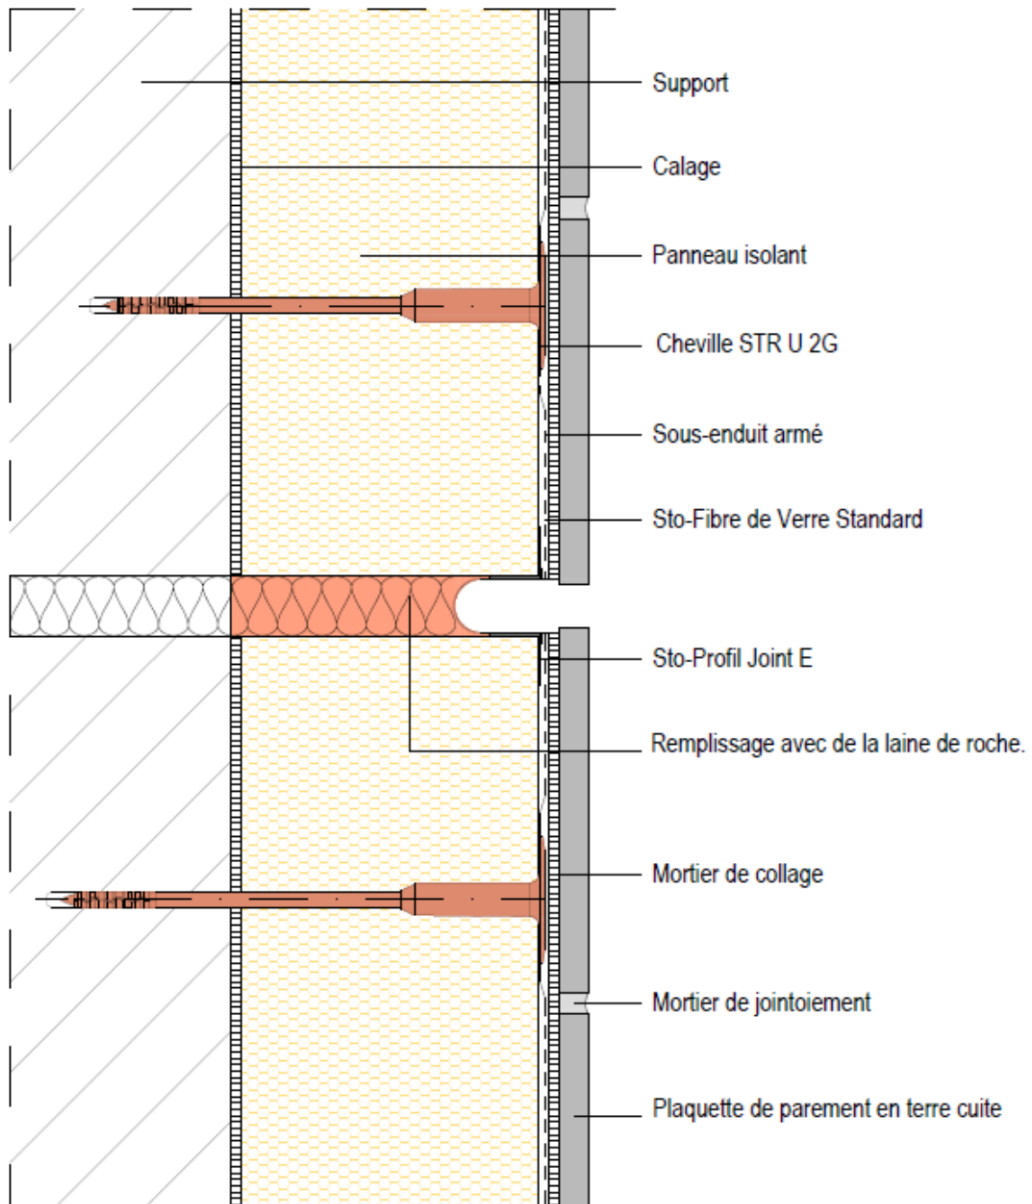 Support
Calage
Panneau isolant
Cheville STR U 2G
Sous-enduit armé
Sto-Fibre de Verre Standard
Sto-Profil Joint E
Remplissage avec de la laine de roche.
Mortier de collage
Mortier de jointoiement
Plaquette de parement en terre cuite